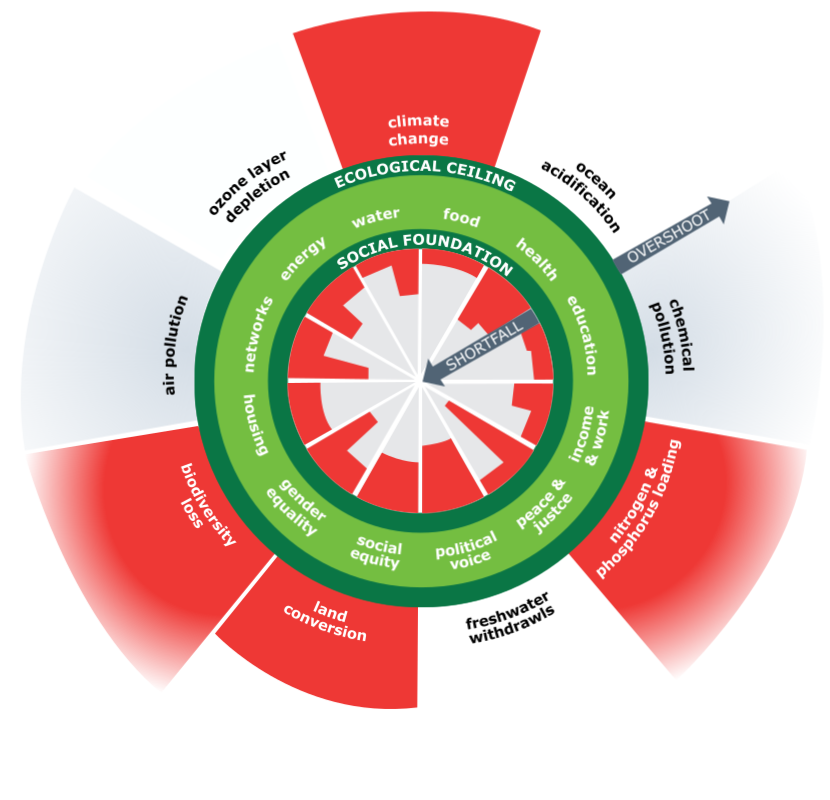 climate
change
ECOLOGICAL CEILING
ozone layer
depletion
ocean
acidification
OVERSHOOT
water
food
energy
health
SOCIAL FOUNDATION
SHORTFALL
networks
education
air pollution
chemical
pollution
housing
income
& work
biodiversity
loss
nitrogen &
phosphorus loading
gender
equality
peace &
justce
social
equity
political
voice
land
conversion
freshwater
withdrawls